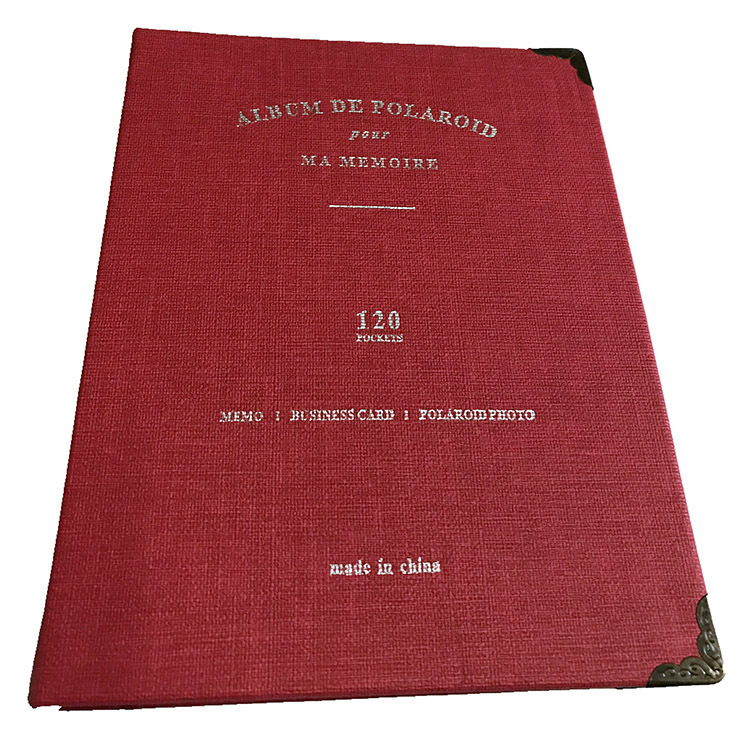 ALBUM DE POLAROID
pour
MA MEMOIRE
120
POCKETS
MEMO : BUSINESS CARD : POLAROID PHOTO
made in china